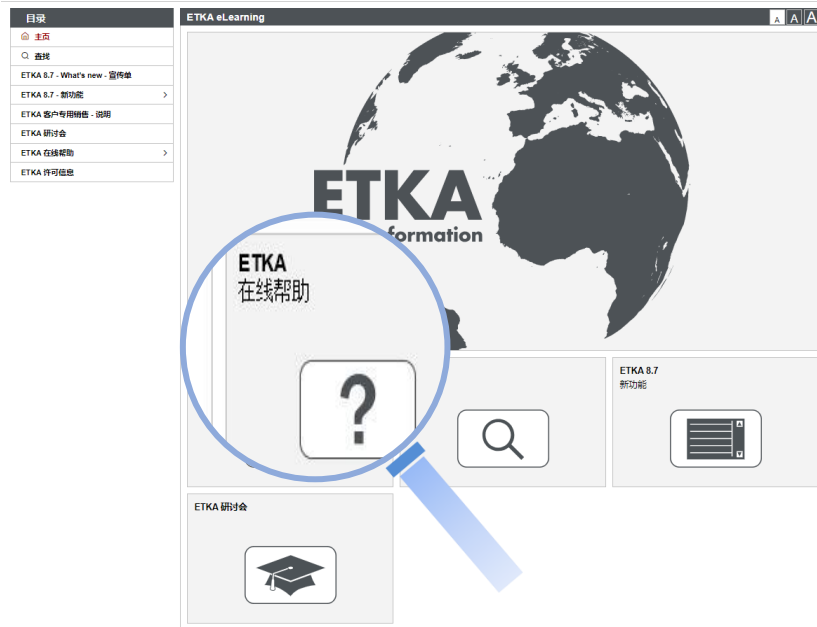 目录
主页
查找
ETKA 8.7 - What's new - 宣传单
ETKA 8.7 - 新功能
ETKA 客户专用销售 - 说明
ETKA 研讨会
ETKA 在线帮助
ETKA 许可信息
ETKA eLearning
A A A
ETKA
formation
ETKA
在线帮助
?
ETKA 8.7
新功能
ETKA 研讨会